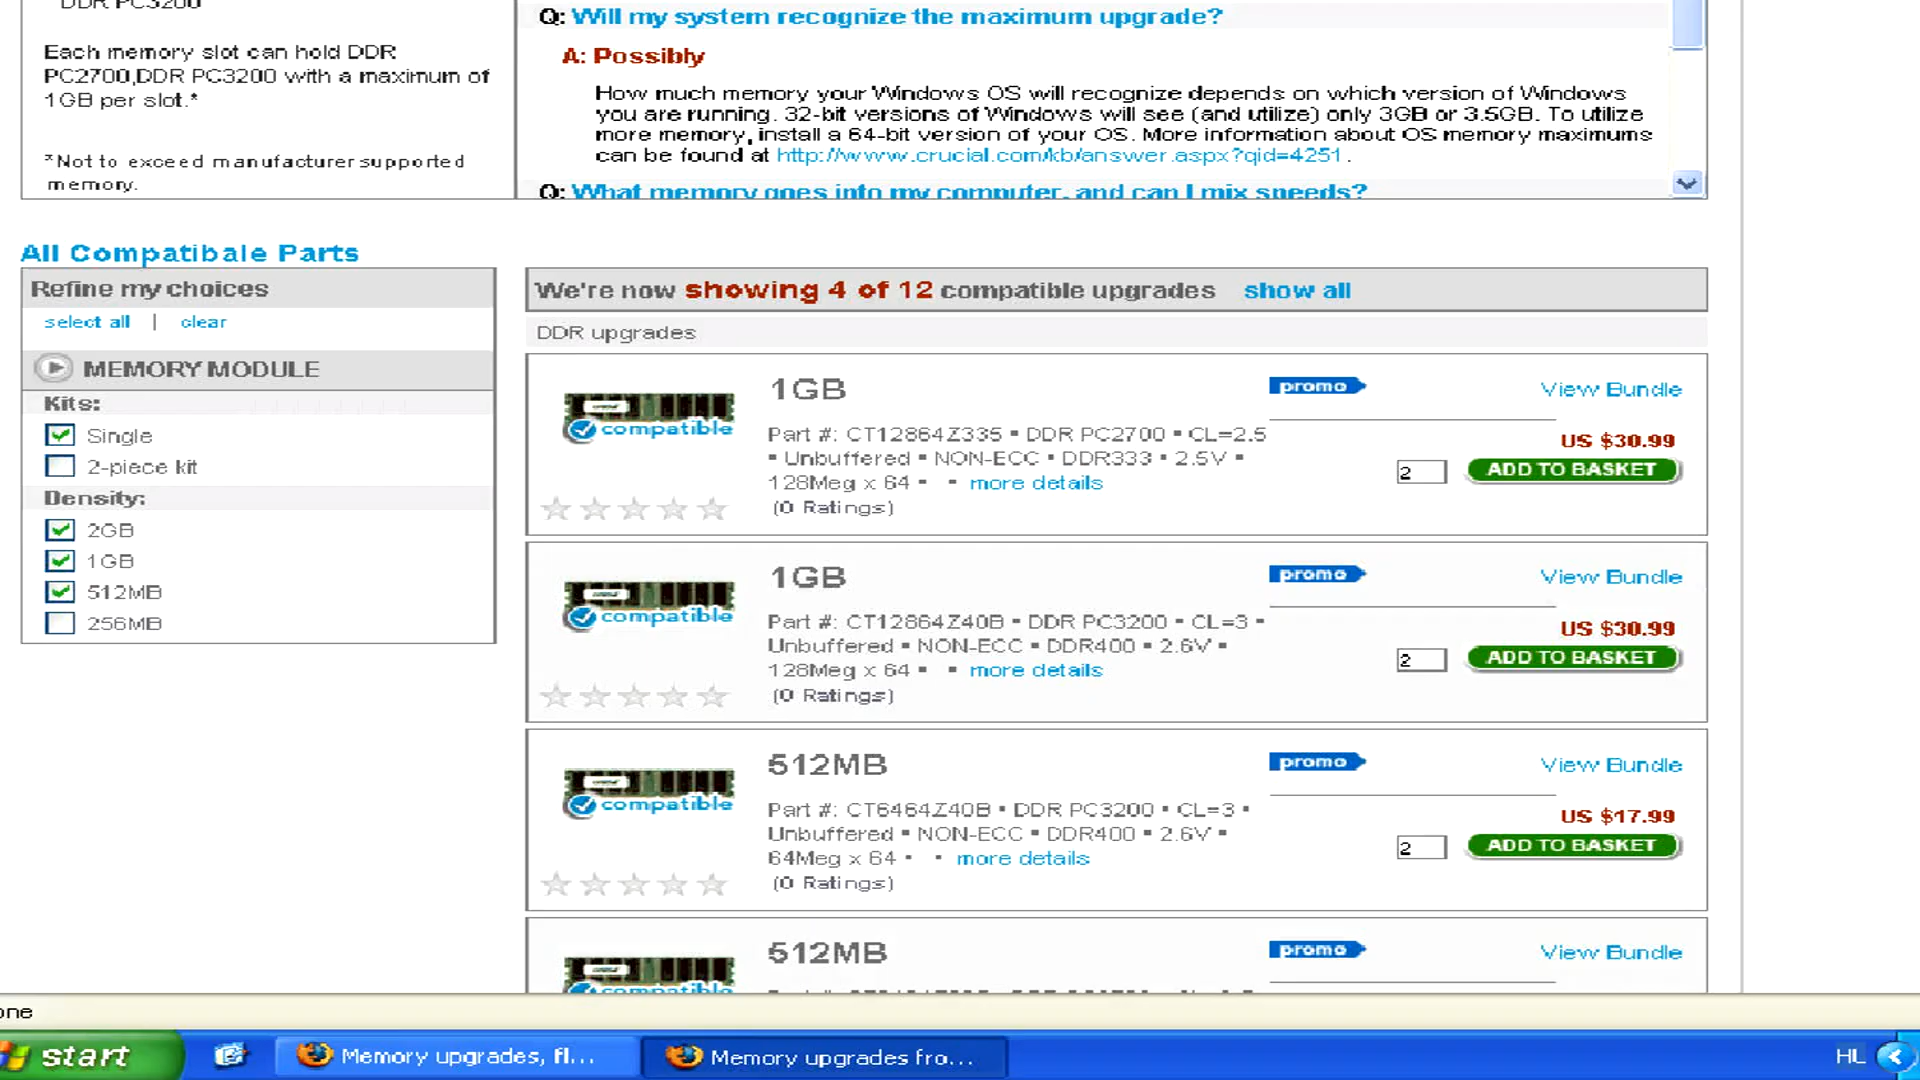 DDR PC3200
Each memory slot can hold DDR
PC2700,DDR PC3200 with a maximum of
1GB per slot.*
*Not to exceed manufacturer supported
memory.
Q: Will my system recognize the maximum upgrade?
A: Possibly
How much memory your Windows OS will recognize depends on which version of Windows
you are running. 32-bit versions of Windows will see (and utilize) only 3GB or 3.5GB. To utilize
more memory, install a 64-bit version of your OS. More information about OS memory maximums
can be found at http://www.crucial.com/kb/answer.aspx?qid=4251.
Q: What memory goes into my computer, and can I mix speeds?
All Compatibale Parts
Refine my choices
select all | clear
MEMORY MODULE
Kits:
Single
2-piece kit
Density:
2GB
1GB
512MB
256MB
We're now showing 4 of 12 compatible upgrades show all
DDR upgrades
1GB
promo
View Bundle
compatible
Part #: CT12864Z335 • DDR PC2700 • CL=2.5
• Unbuffered • NON-ECC • DDR333 • 2.5V •
128Meg x 64 • • more details
(0 Ratings)
US $30.99
2
ADD TO BASKET
1GB
promo
View Bundle
compatible
Part #: CT12864Z40B • DDR PC3200 • CL=3 •
Unbuffered • NON-ECC • DDR400 • 2.6V •
128Meg x 64 • • more details
(0 Ratings)
US $30.99
2
ADD TO BASKET
512MB
promo
View Bundle
compatible
Part #: CT6464Z40B • DDR PC3200 • CL=3 •
Unbuffered • NON-ECC • DDR400 • 2.6V •
64Meg x 64 • • more details
(0 Ratings)
US $17.99
2
ADD TO BASKET
512MB
promo
View Bundle
compatible
one
start
Memory upgrades, fl...
Memory upgrades fro...
HL